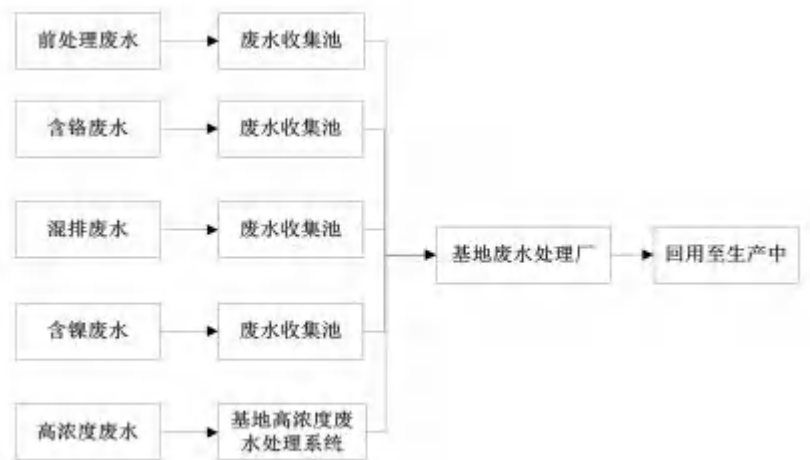 前处理废水
废水收集池
含铬废水
废水收集池
混排废水
废水收集池
基地废水处理厂
回用至生产中
含镍废水
废水收集池
高浓度废水
基地高浓度废
水处理系统